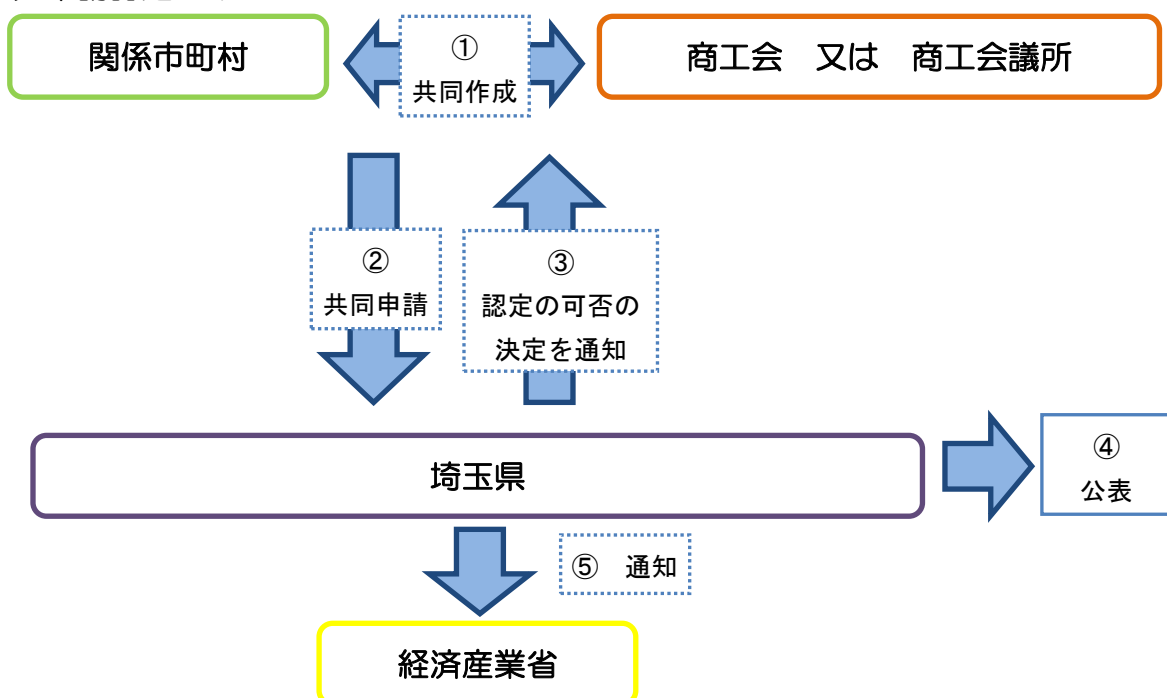 関係市町村
①
共同作成
商工会　又は　商工会議所
②
共同申請
③
認定の可否の
決定を通知
埼玉県
④
公表
⑤　通知
経済産業省